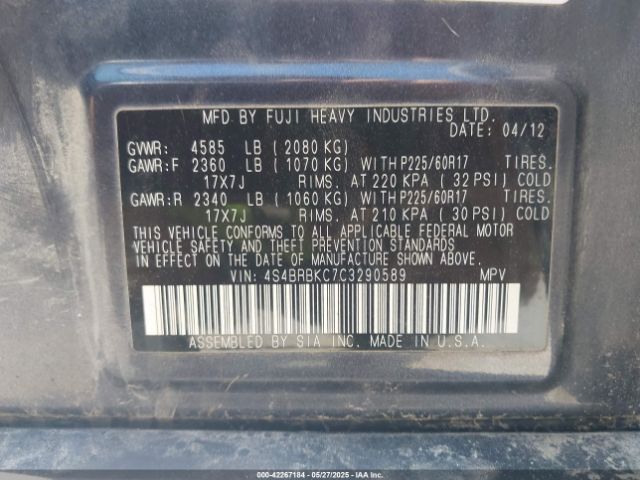 MFD.BY FUJI HEAVY INDUSTRIES LTD.
DATE: 04/12
GVWR: 4585 LB ( 2080 KG)
GAWR:F 2360 LB ( 1070 KG) WITH P225/60R17 TIRES.
17X7J RIMS, AT 220 KPA ( 32 PSI) COLD
GAWR:R 2340 LB ( 1060 KG) WITH P225/60R17 TIRES.
17X7J RIMS, AT 210 KPA ( 30 PSI) COLD
THIS VEHICLE CONFORMS TO ALL APPLICABLE FEDERAL MOTOR
VEHICLE SAFETY AND THEFT PREVENTION STANDARDS
IN EFFECT ON THE DATE OF MANUFACTURE SHOWN ABOVE.
VIN: 4S4BRBKC7C3290589 MPV
ASSEMBLED BY SIA INC. MADE IN U.S.A.
000-42267184 - 05/27/2025 - COPYRIGHT © IAA, LLC.